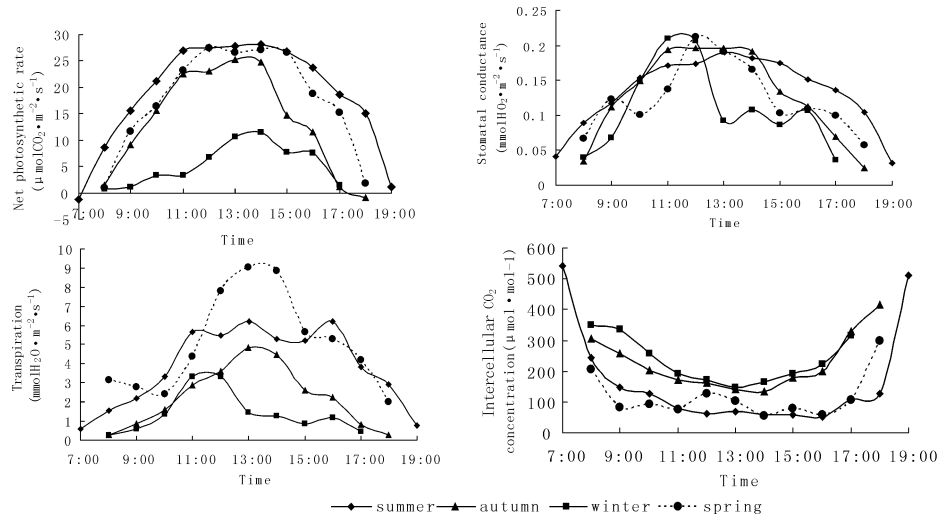 Net photosynthetic rate
(μmolCO₂•m⁻²•s⁻¹)
30
25
20
15
10
5
0
-5
7:00 9:00 11:00 13:00 15:00 17:00 19:00
Time
Stomatal conductance
(mmolHO₂•m⁻²•s⁻¹)
0.25
0.2
0.15
0.1
0.05
0
7:00 9:00 11:00 13:00 15:00 17:00 19:00
Time
Transpiration
(mmolH₂O•m⁻²•s⁻¹)
10
9
8
7
6
5
4
3
2
1
0
7:00 9:00 11:00 13:00 15:00 17:00 19:00
Time
Intercellular CO₂
concentration(μmol•mol-1)
600
500
400
300
200
100
0
7:00 9:00 11:00 13:00 15:00 17:00 19:00
Time
summer autumn winter spring